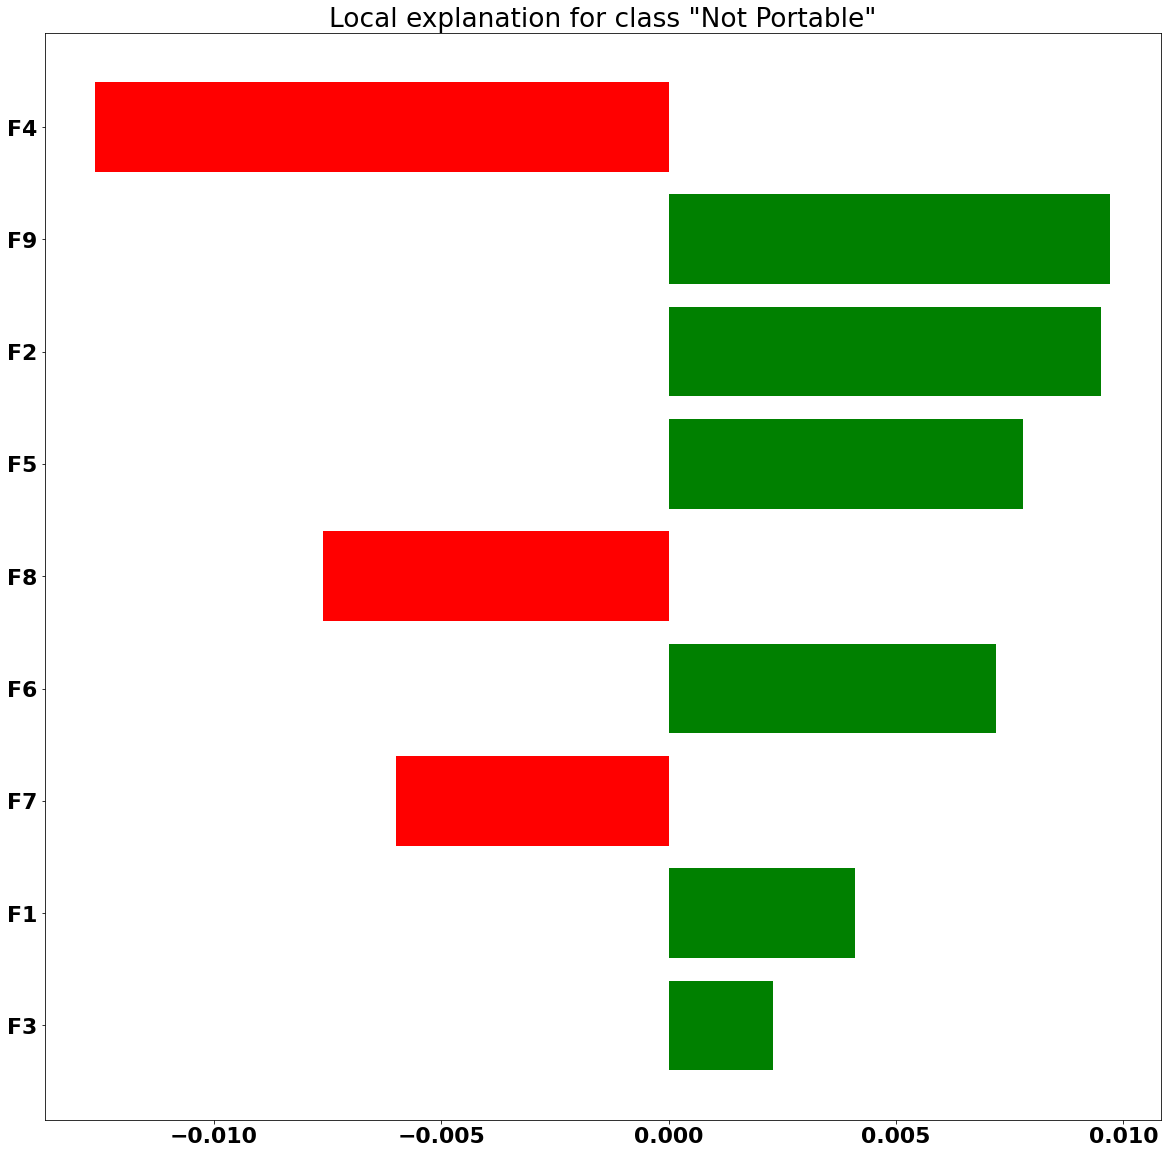 Local explanation for class "Not Portable"
F4
F9
F2
F5
F8
F6
F7
F1
F3
−0.010 −0.005 0.000 0.005 0.010